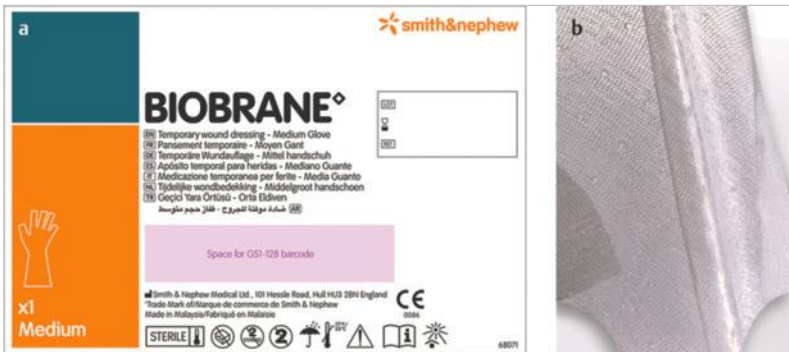 a
smith&nephew
BIOBRANE
EN Temporary wound dressing - Medium Glove
FR Pansement temporaire - Moyen Gant
DE Temporäre Wundauflage - Mittel handschuh
ES Apósito temporal para heridas - Mediano Guante
IT Medicazione temporanea per ferite - Media Guanto
NL Tijdelijke wondbedekking - Middelgroot handschoen
TR Geçici Yara Örtüsü - Orta Eldiven
AR ضمادة موقتة للجروح - قفاز حجم متوسط
LOT
REF
Space for GS1-128 barcode
x1
Medium
Smith & Nephew Medical Ltd., 101 Hessle Road, Hull HU3 2BN England
Trade Mark of/Marque de commerce de Smith & Nephew
Made in Malaysia/Fabriqué en Malaisie
CE
0086
STERILE
2
2
i
68071
b